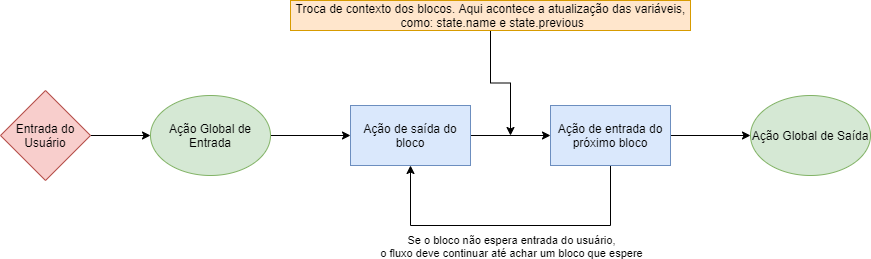 Troca de contexto dos blocos. Aqui acontece a atualização das variáveis,
como: state.name e state.previous
Entrada do
Usuário
Ação Global de
Entrada
Ação de saída do
bloco
Ação de entrada do
próximo bloco
Ação Global de Saída
Se o bloco não espera entrada do usuário,
o fluxo deve continuar até achar um bloco que espere